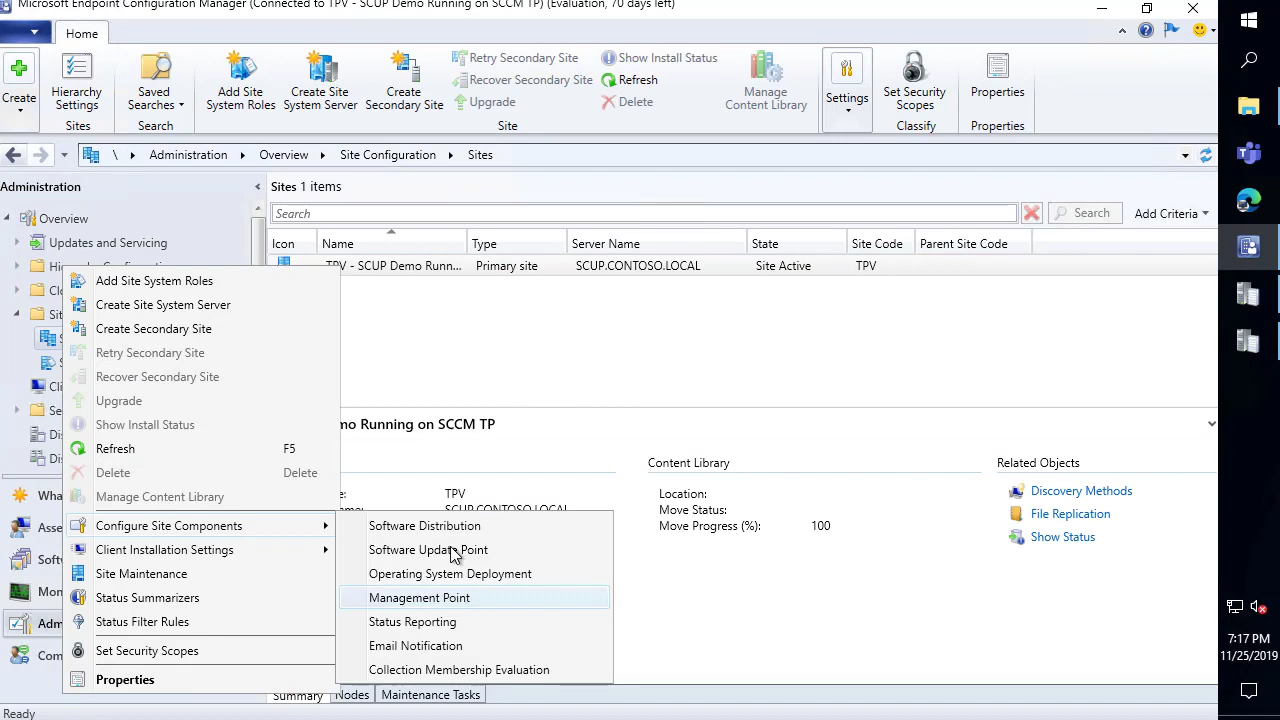 Microsoft Endpoint Configuration Manager (Connected to TPV - SCUP Demo Running on SCCM TP) (Evaluation, 70 days left)
Home
Create
Hierarchy Settings
Sites
Saved Searches
Search
Add Site System Roles
Create Site System Server
Create Secondary Site
Retry Secondary Site
Recover Secondary Site
Upgrade
Show Install Status
Refresh
Delete
Site
Manage Content Library
Settings
Set Security Scopes
Classify
Properties
Properties
\ Administration Overview Site Configuration Sites
Administration
Overview
Updates and Servicing
Sites 1 items
Search
Search
Add Criteria
Icon Name Type Server Name State Site Code Parent Site Code
TPV - SCUP Demo Runn... Primary site SCUP.CONTOSO.LOCAL Site Active TPV
Add Site System Roles
Create Site System Server
Create Secondary Site
Retry Secondary Site
Recover Secondary Site
Upgrade
Show Install Status
Refresh F5
Delete Delete
Manage Content Library
Configure Site Components
Client Installation Settings
Site Maintenance
Status Summarizers
Status Filter Rules
Set Security Scopes
Properties
Software Distribution
Software Update Point
Operating System Deployment
Management Point
Status Reporting
Email Notification
Collection Membership Evaluation
mo Running on SCCM TP
TPV
SCUP.CONTOSO.LOCAL
Content Library
Location:
Move Status:
Move Progress (%): 100
Related Objects
Discovery Methods
File Replication
Show Status
Summary Nodes Maintenance Tasks
Ready
7:17 PM
11/25/2019